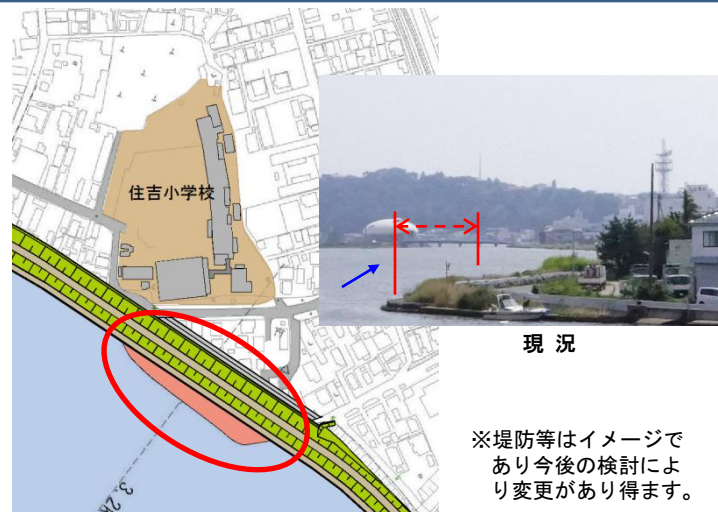 住吉小学校
現 況
※堤防等はイメージで
あり今後の検討によ
り変更があり得ます。